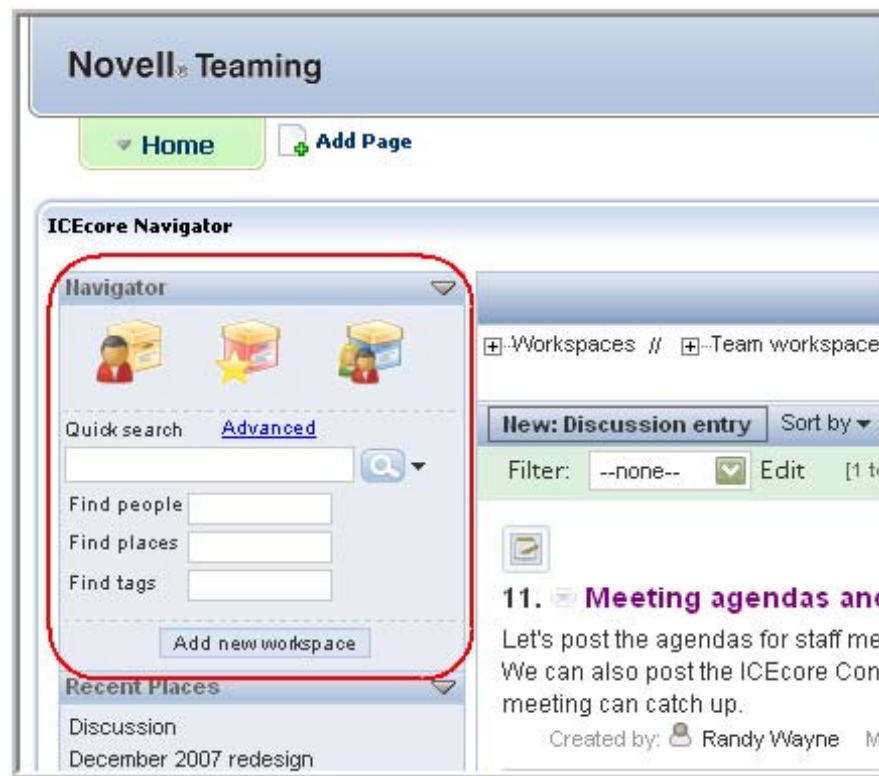 Novell® Teaming
Home
Add Page
ICEcore Navigator
Navigator
Quick search Advanced
Find people
Find places
Find tags
Add new workspace
Recent Places
Discussion
December 2007 redesign
Workspaces // Team workspace
New: Discussion entry Sort by
Filter: --none-- Edit [1 t
11. Meeting agendas and
Let's post the agendas for staff me
We can also post the ICEcore Con
meeting can catch up.
Created by: Randy Wayne M